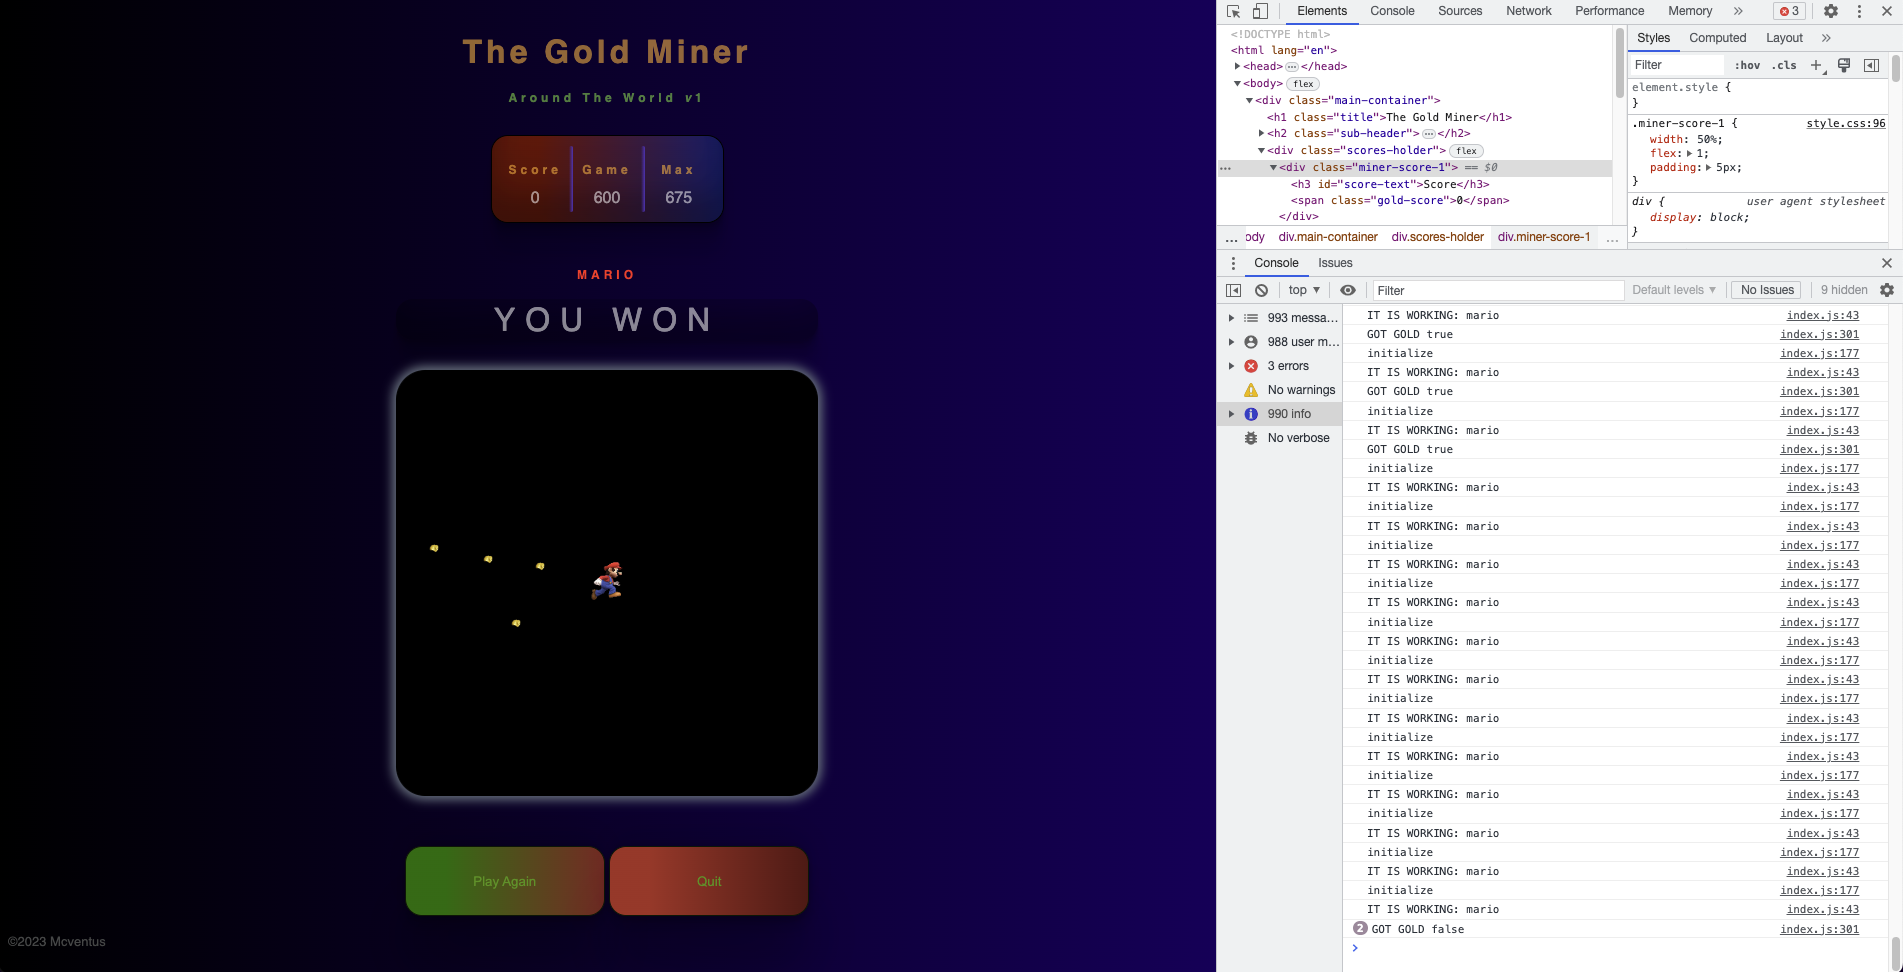 The Gold Miner
Around The World v1
Score Game Max
0 600 675
MARIO
YOU WON
Play Again Quit
©2023 Mcventus
Elements Console Sources Network Performance Memory » 3
<!DOCTYPE html>
<html lang="en">
<head>…</head>
<body> flex
<div class="main-container">
<h1 class="title">The Gold Miner</h1>
<h2 class="sub-header">…</h2>
<div class="scores-holder"> flex
… <div class="miner-score-1"> == $0
<h3 id="score-text">Score</h3>
<span class="gold-score">0</span>
</div>
… ody div.main-container div.scores-holder div.miner-score-1 …
Styles Computed Layout »
Filter :hov .cls +
element.style {
}
.miner-score-1 { style.css:96
width: 50%;
flex: 1;
padding: 5px;
}
div { user agent stylesheet
display: block;
}
Console Issues
top ▼ Filter Default levels ▼ No Issues 9 hidden
993 messa…
988 user m…
3 errors
No warnings
990 info
No verbose
IT IS WORKING: mario index.js:43
GOT GOLD true index.js:301
initialize index.js:177
IT IS WORKING: mario index.js:43
GOT GOLD true index.js:301
initialize index.js:177
IT IS WORKING: mario index.js:43
GOT GOLD true index.js:301
initialize index.js:177
IT IS WORKING: mario index.js:43
initialize index.js:177
IT IS WORKING: mario index.js:43
initialize index.js:177
IT IS WORKING: mario index.js:43
initialize index.js:177
IT IS WORKING: mario index.js:43
initialize index.js:177
IT IS WORKING: mario index.js:43
initialize index.js:177
IT IS WORKING: mario index.js:43
initialize index.js:177
IT IS WORKING: mario index.js:43
initialize index.js:177
IT IS WORKING: mario index.js:43
initialize index.js:177
IT IS WORKING: mario index.js:43
initialize index.js:177
IT IS WORKING: mario index.js:43
initialize index.js:177
IT IS WORKING: mario index.js:43
initialize index.js:177
IT IS WORKING: mario index.js:43
2 GOT GOLD false index.js:301
>